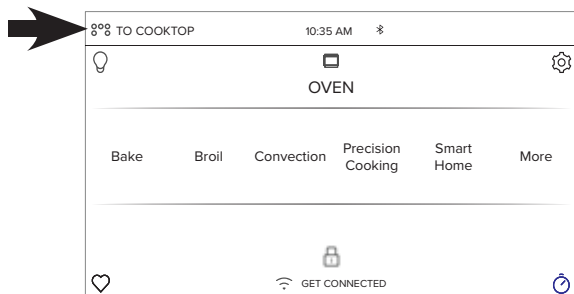 TO COOKTOP 10:35 AM
OVEN
Bake Broil Convection Precision Cooking Smart Home More
GET CONNECTED